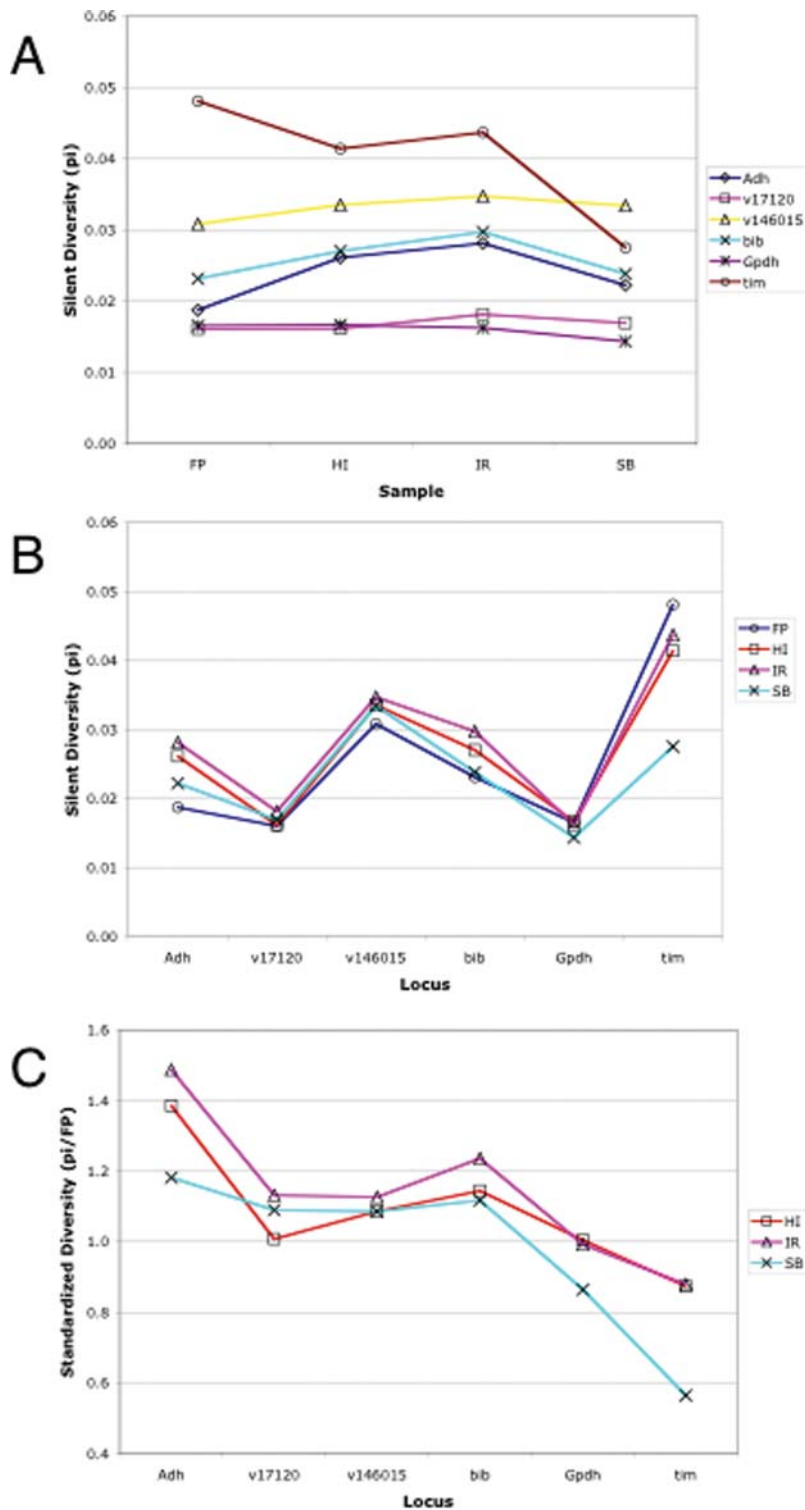 A
0.06
0.05
0.04
0.03
0.02
0.01
0.00
Silent Diversity (pi)
FP HI IR SB
Sample
Adh
v17120
v146015
bib
Gpdh
tim
B
0.06
0.05
0.04
0.03
0.02
0.01
0.00
Silent Diversity (pi)
Adh v17120 v146015 bib Gpdh tim
Locus
FP
HI
IR
SB
C
1.6
1.4
1.2
1.0
0.8
0.6
0.4
Standardized Diversity (pi/FP)
Adh v17120 v146015 bib Gpdh tim
Locus
HI
IR
SB